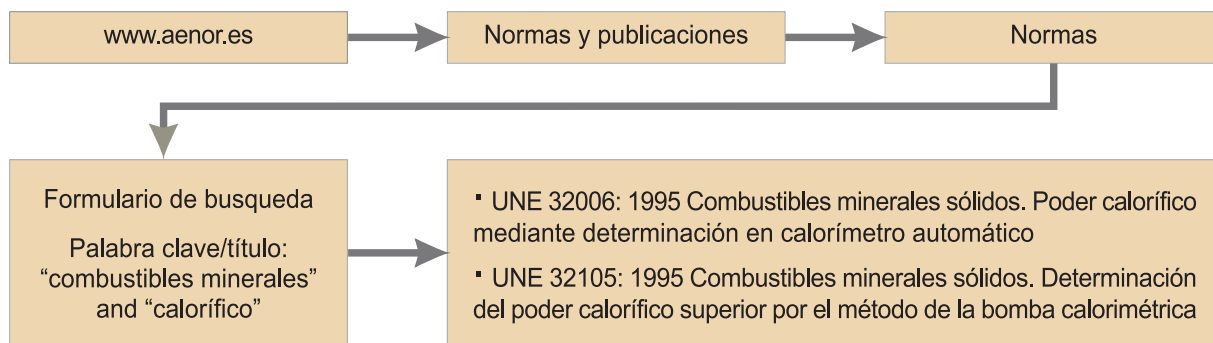 www.aenor.es
Normas y publicaciones
Normas
Formulario de busqueda
Palabra clave/título:
“combustibles minerales”
and “calorífico”
· UNE 32006: 1995 Combustibles minerales sólidos. Poder calorífico
mediante determinación en calorímetro automático
· UNE 32105: 1995 Combustibles minerales sólidos. Determinación
del poder calorífico superior por el método de la bomba calorimétrica